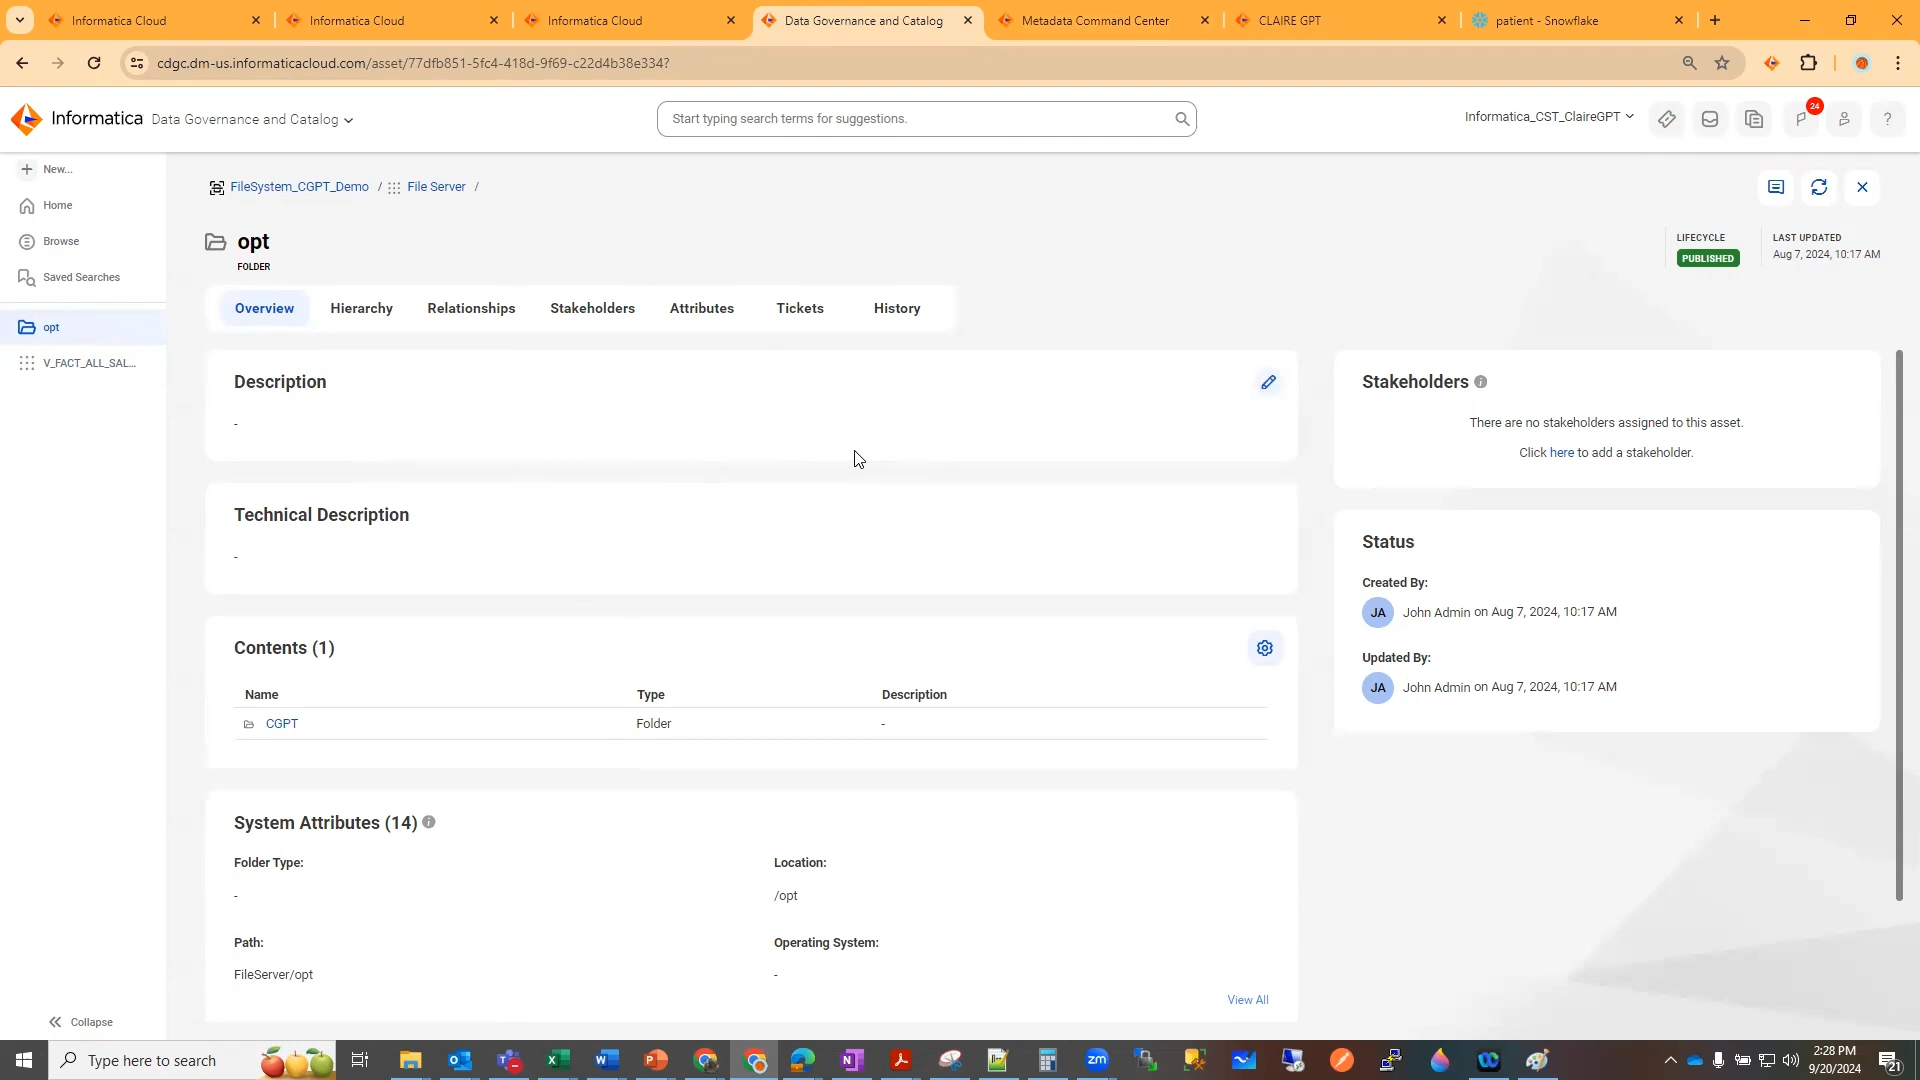 Informatica Cloud
Informatica Cloud
Informatica Cloud
Data Governance and Catalog
Metadata Command Center
CLAIRE GPT
patient - Snowflake
cdgc.dm-us.informaticacloud.com/asset/77dfb851-5fc4-418d-9f69-c22d4b38e334?
Informatica Data Governance and Catalog
Start typing search terms for suggestions.
Informatica_CST_ClaireGPT
24
New...
Home
Browse
Saved Searches
opt
V_FACT_ALL_SAL...
Collapse
FileSystem_CGPT_Demo / File Server /
opt
FOLDER
LIFECYCLE
PUBLISHED
LAST UPDATED
Aug 7, 2024, 10:17 AM
Overview
Hierarchy
Relationships
Stakeholders
Attributes
Tickets
History
Description
-
Technical Description
-
Contents (1)
Name Type Description
CGPT Folder -
System Attributes (14)
Folder Type:
-
Location:
/opt
Path:
FileServer/opt
Operating System:
-
View All
Stakeholders
There are no stakeholders assigned to this asset.
Click here to add a stakeholder.
Status
Created By:
JA John Admin on Aug 7, 2024, 10:17 AM
Updated By:
JA John Admin on Aug 7, 2024, 10:17 AM
Type here to search
zm
2:28 PM
9/20/2024
21